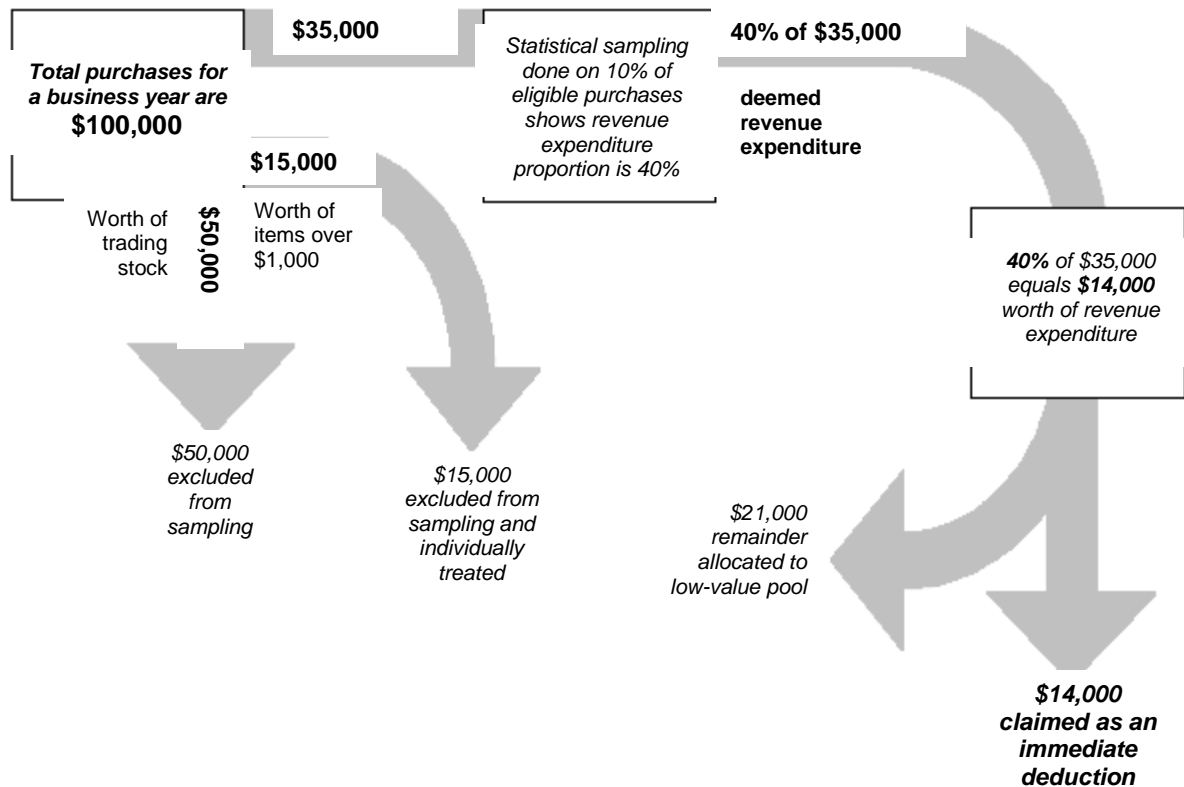 Total purchases for
a business year are
$100,000
$35,000
Statistical sampling
done on 10% of
eligible purchases
shows revenue
expenditure
proportion is 40%
40% of $35,000
deemed
revenue
expenditure
$15,000
Worth of
items over
$1,000
Worth of
trading
stock
$50,000
40% of $35,000
equals $14,000
worth of revenue
expenditure
$50,000
excluded
from
sampling
$15,000
excluded from
sampling and
individually
treated
$21,000
remainder
allocated to
low-value pool
$14,000
claimed as an
immediate
deduction